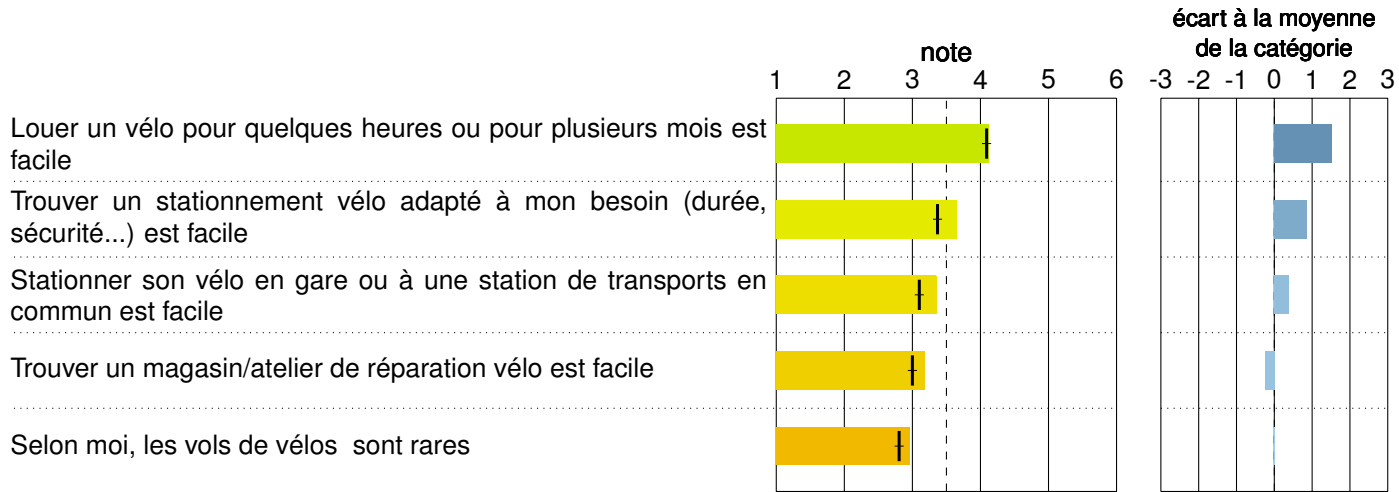 écart à la moyenne
note de la catégorie
1 2 3 4 5 6 -3 -2 -1 0 1 2 3
Louer un vélo pour quelques heures ou pour plusieurs mois est
facile
Trouver un stationnement vélo adapté à mon besoin (durée,
sécurité...) est facile
Stationner son vélo en gare ou à une station de transports en
commun est facile
Trouver un magasin/atelier de réparation vélo est facile
Selon moi, les vols de vélos sont rares